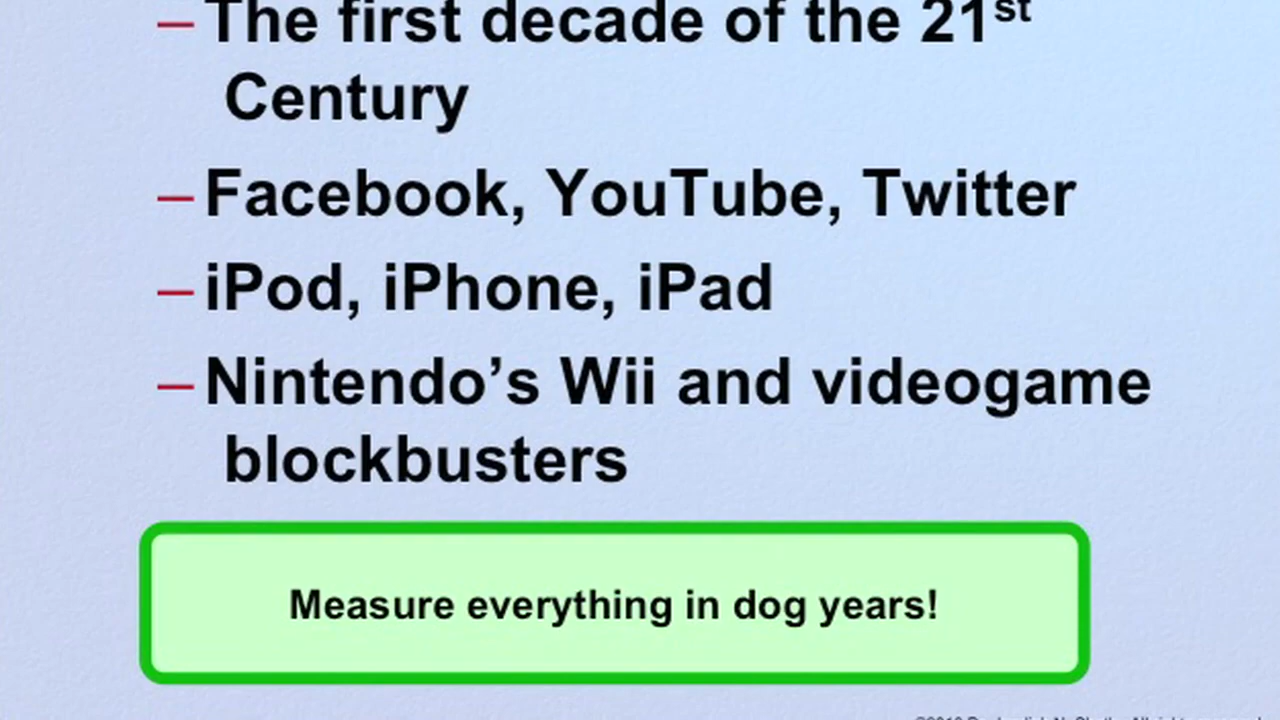 – The first decade of the 21st
Century
– Facebook, YouTube, Twitter
– iPod, iPhone, iPad
– Nintendo’s Wii and videogame
blockbusters
Measure everything in dog years!